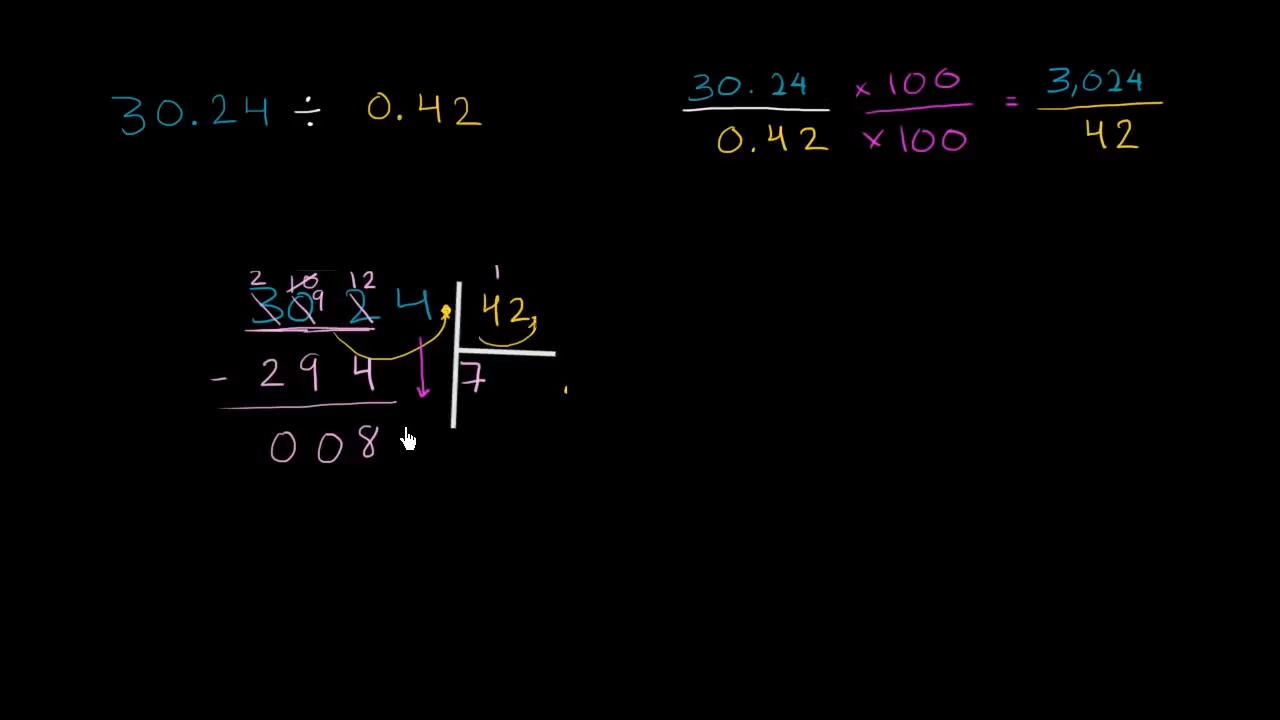 30.24 ÷ 0.42
30.24 × 100 = 3,024
0.42 × 100 42
2 10 12 1
9
3024. 42
- 294 7 .
008